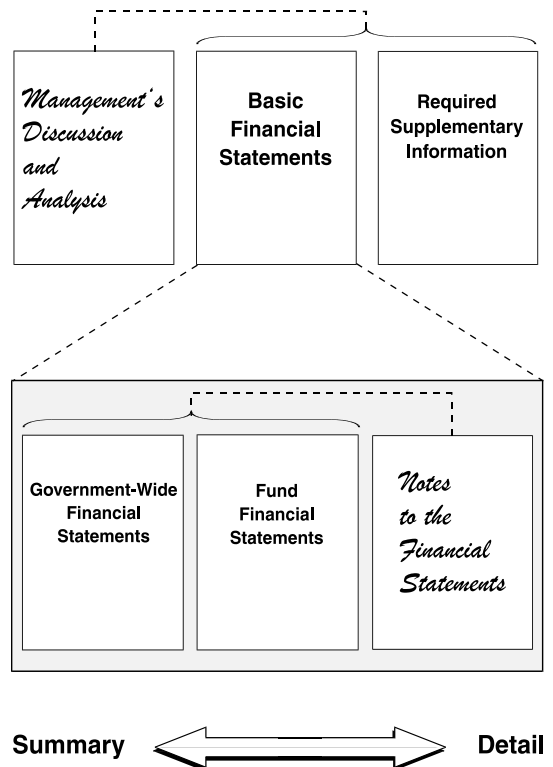 Management's
Discussion
and
Analysis
Basic
Financial
Statements
Required
Supplementary
Information
Government-Wide
Financial
Statements
Fund
Financial
Statements
Notes
to the
Financial
Statements
Summary
Detail